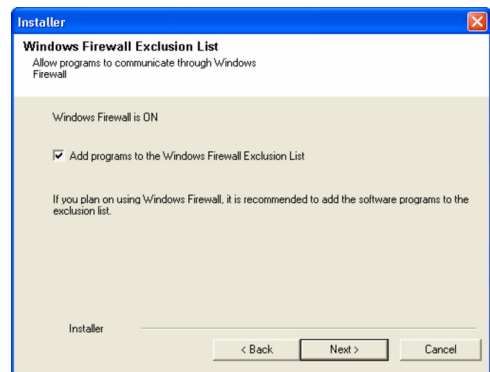 Installer
Windows Firewall Exclusion List
Allow programs to communicate through Windows
Firewall
Windows Firewall is ON
Add programs to the Windows Firewall Exclusion List
If you plan on using Windows Firewall, it is recommended to add the software programs to the
exclusion list.
Installer
< Back
Next >
Cancel